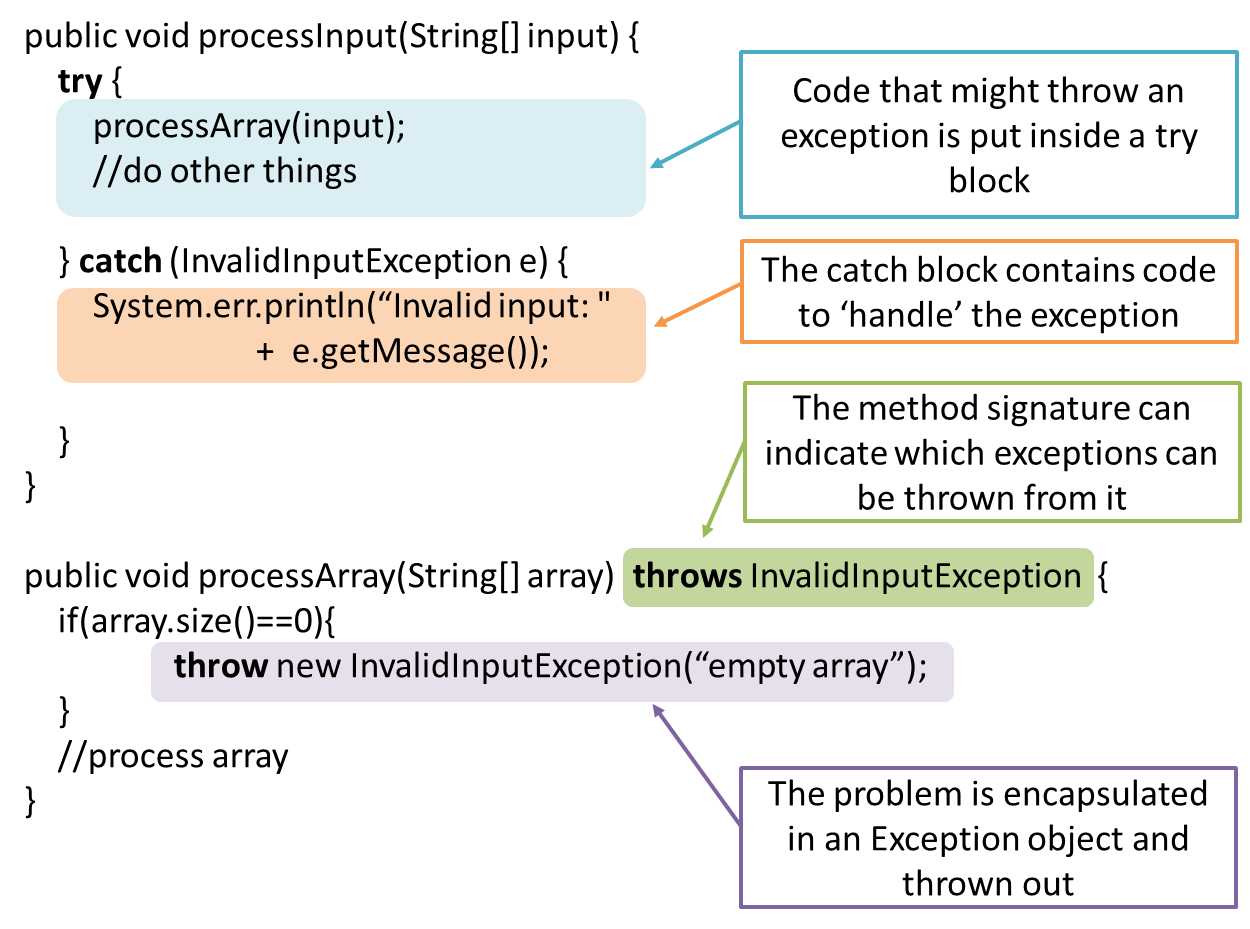 public void processInput(String[] input) {
try {
processArray(input);
//do other things
} catch (InvalidInputException e) {
System.err.println(“Invalid input: "
+ e.getMessage());
}
}
public void processArray(String[] array) throws InvalidInputException {
if(array.size()==0){
throw new InvalidInputException(“empty array”);
}
//process array
}
Code that might throw an
exception is put inside a try
block
The catch block contains code
to ‘handle’ the exception
The method signature can
indicate which exceptions can
be thrown from it
The problem is encapsulated
in an Exception object and
thrown out